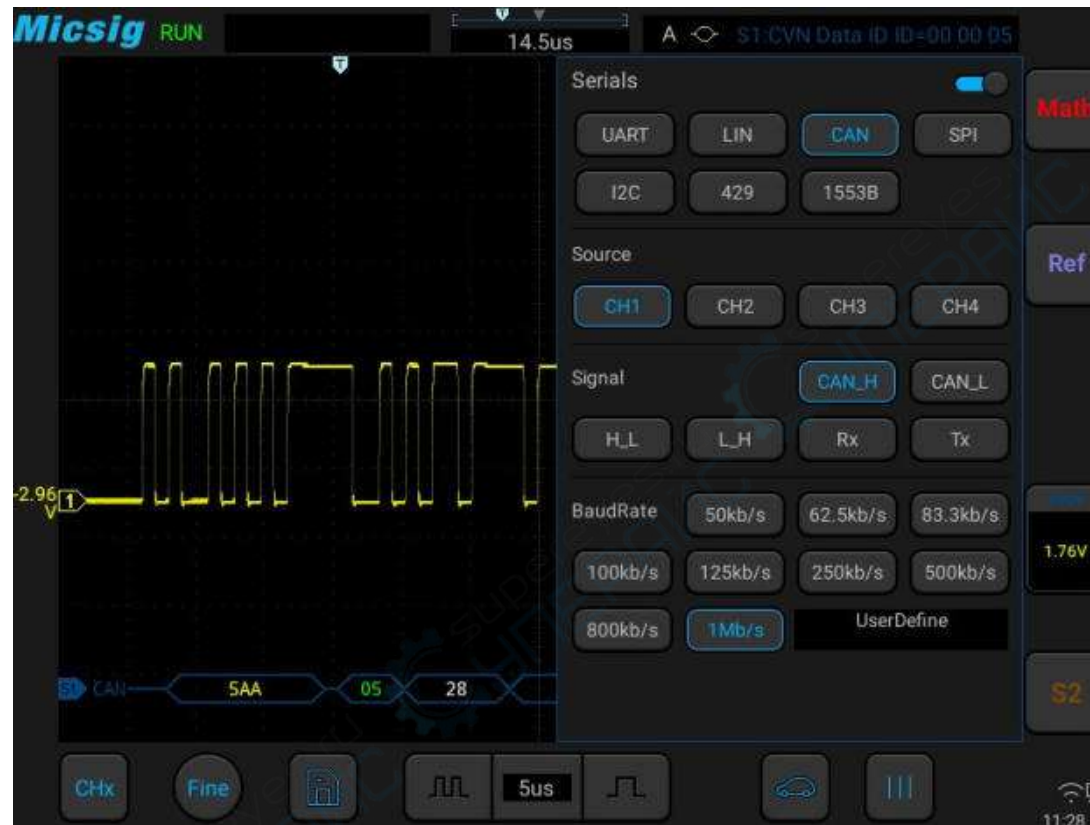 Micsig RUN
14.5us
A S1:CVN Data ID ID=00 00 05
T
Serials
UART LIN CAN SPI
I2C 429 1553B
Math
Source
CH1 CH2 CH3 CH4
Ref
Signal CAN_H CAN_L
H_L L_H Rx Tx
-2.96 V 1
BaudRate 50kb/s 62.5kb/s 83.3kb/s
100kb/s 125kb/s 250kb/s 500kb/s
1.76V
800kb/s 1Mb/s UserDefine
S1 CAN 5AA 05 28
S2
CHx Fine 5us
11:28